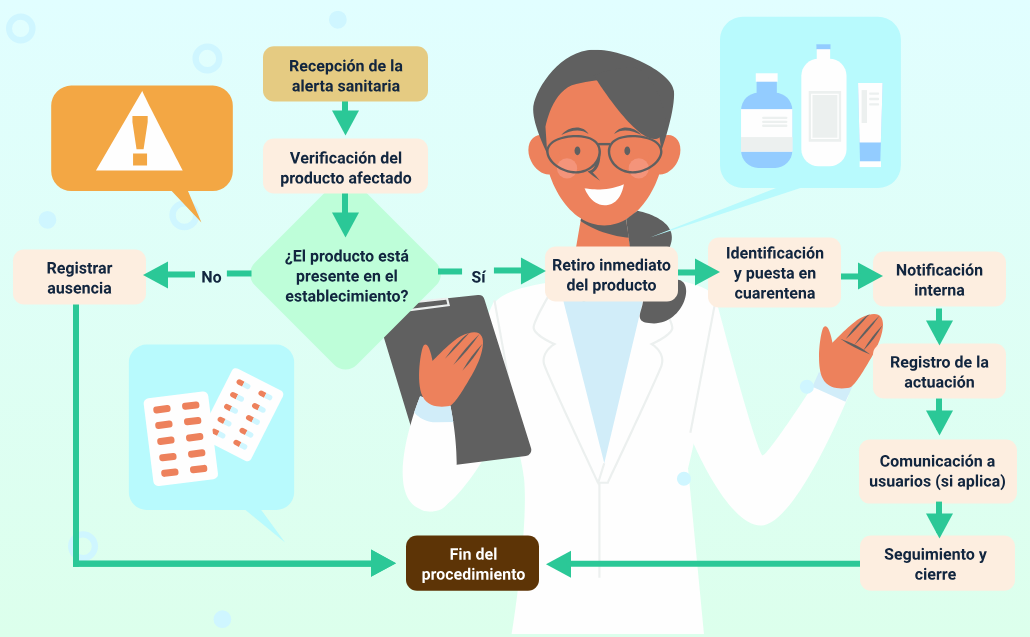 Recepción de la
alerta sanitaria
Verificación del
producto afectado
¿El producto está
presente en el
establecimiento?
No
Registrar
ausencia
Sí
Retiro inmediato
del producto
Identificación
y puesta en
cuarentena
Notificación
interna
Registro de la
actuación
Comunicación a
usuarios (si aplica)
Seguimiento y
cierre
Fin del
procedimiento